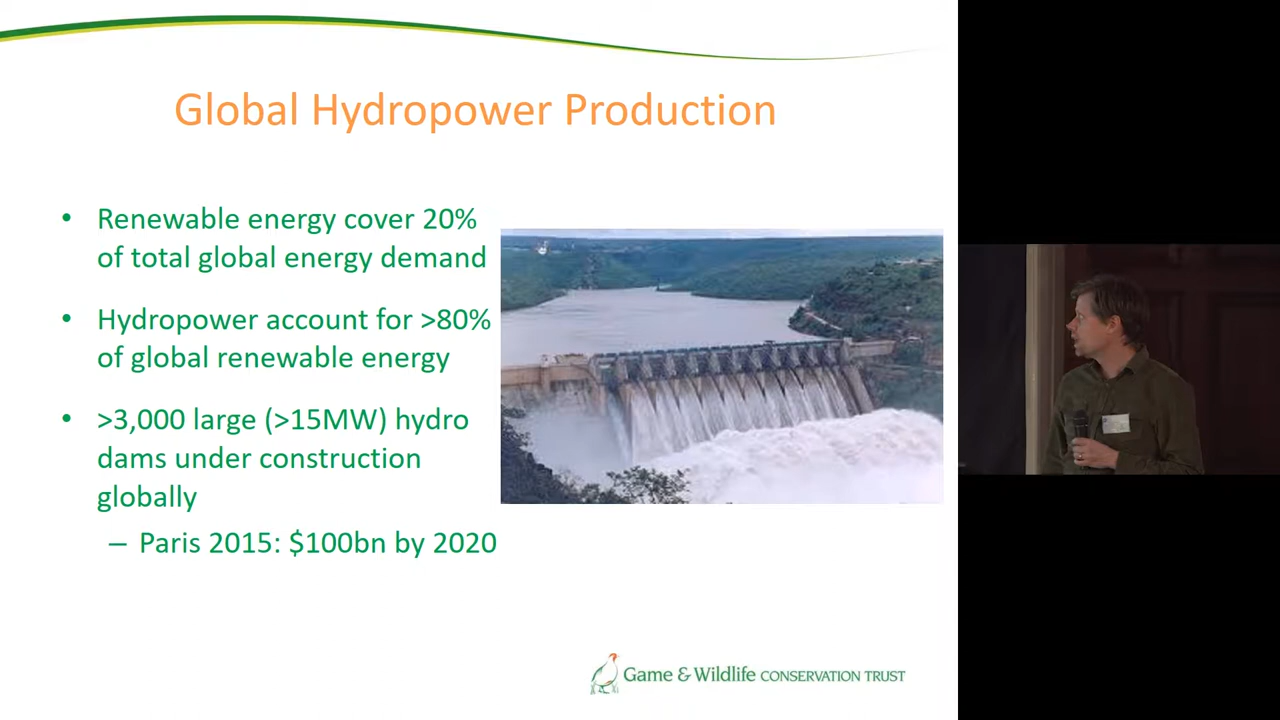 Global Hydropower Production
• Renewable energy cover 20%
of total global energy demand
• Hydropower account for >80%
of global renewable energy
• >3,000 large (>15MW) hydro
dams under construction
globally
– Paris 2015: $100bn by 2020
Game & Wildlife CONSERVATION TRUST